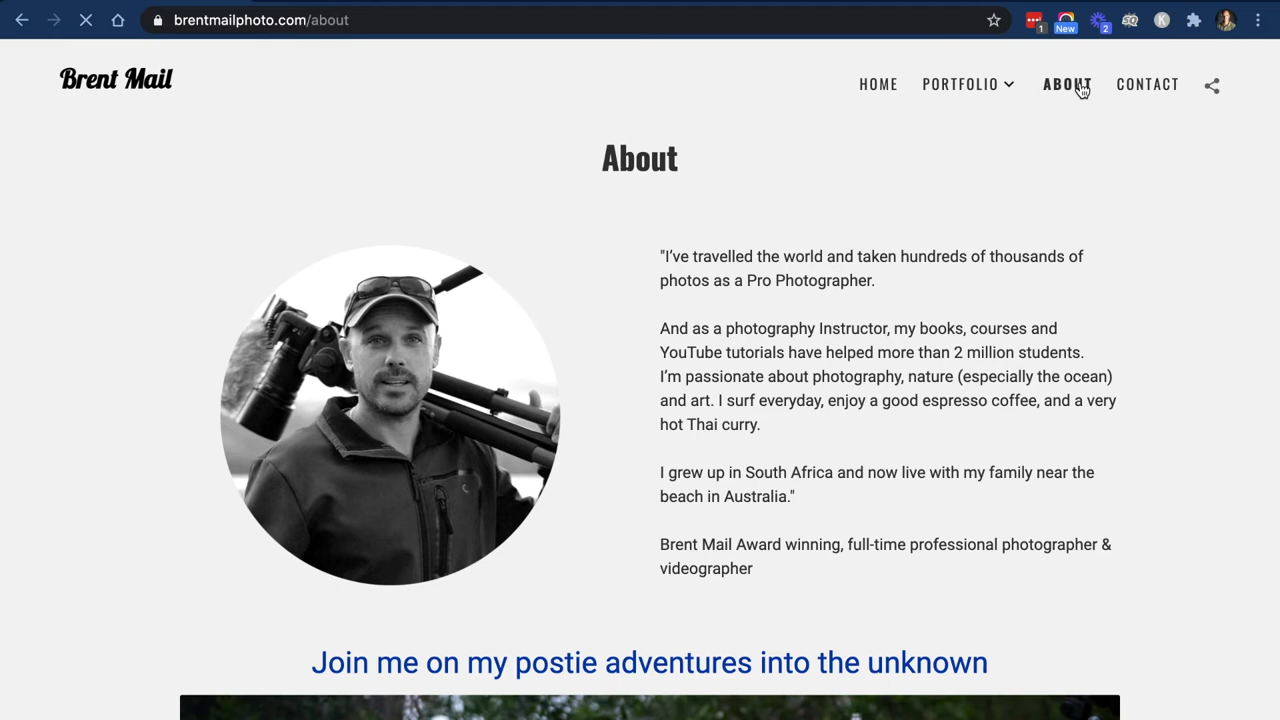 brentmailphoto.com/about
1
New
2
K
Brent Mail
HOME PORTFOLIO ABOUT CONTACT
About
"I've travelled the world and taken hundreds of thousands of
photos as a Pro Photographer.
And as a photography Instructor, my books, courses and
YouTube tutorials have helped more than 2 million students.
I'm passionate about photography, nature (especially the ocean)
and art. I surf everyday, enjoy a good espresso coffee, and a very
hot Thai curry.
I grew up in South Africa and now live with my family near the
beach in Australia."
Brent Mail Award winning, full-time professional photographer &
videographer
Join me on my postie adventures into the unknown